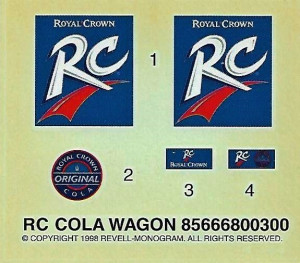 ROYAL CROWN
RC
ROYAL CROWN
RC
1
ROYAL CROWN
ORIGINAL
COLA
2
ROYAL CROWN
3
RC
4
RC COLA WAGON 85666800300
© COPYRIGHT 1998 REVELL-MONOGRAM. ALL RIGHTS RESERVED.